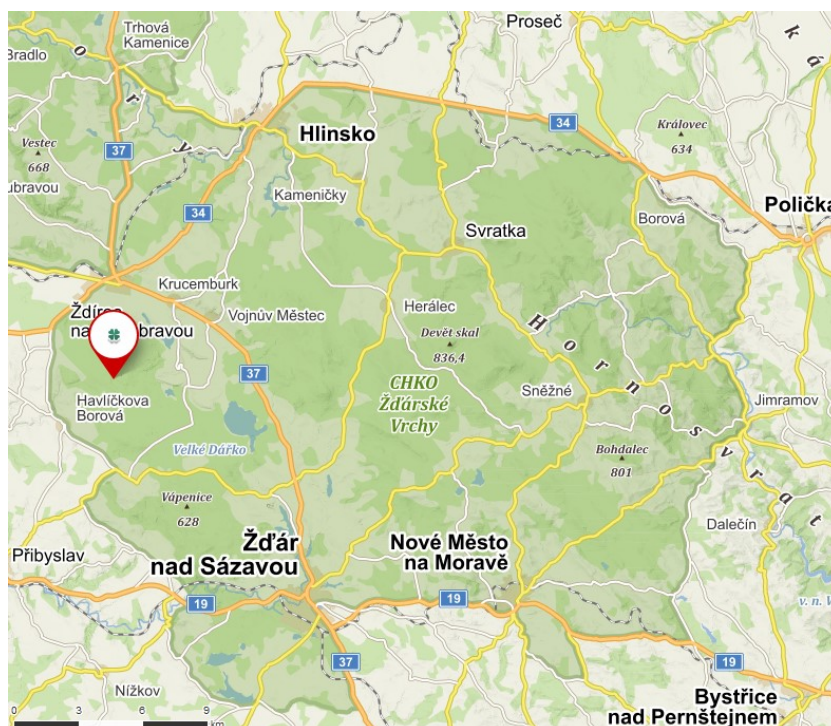 Proseč
Trhová
Kamenice
Bradlo
o
r
y
k
á
34
37
Hlinsko
Královec
634
Vestec
668
Kameničky
ubravou
34
Borová
Polička
Svratka
Krucemburk
Herálec
Vojnův Městec
Devět skal
836,4
H o r n o s v r a t
37
CHKO
Žďárské
Vrchy
Sněžné
Jimramov
Havlíčkova
Borová
Velké Dářko
Bohdalec
801
Vápenice
628
Dalečín
Žďár
nad Sázavou
Nové Město
na Moravě
Přibyslav
v. n. V
19
19
37
19
Nížkov
Bystřice
nad Pernštejnem
0 3 6 9
km